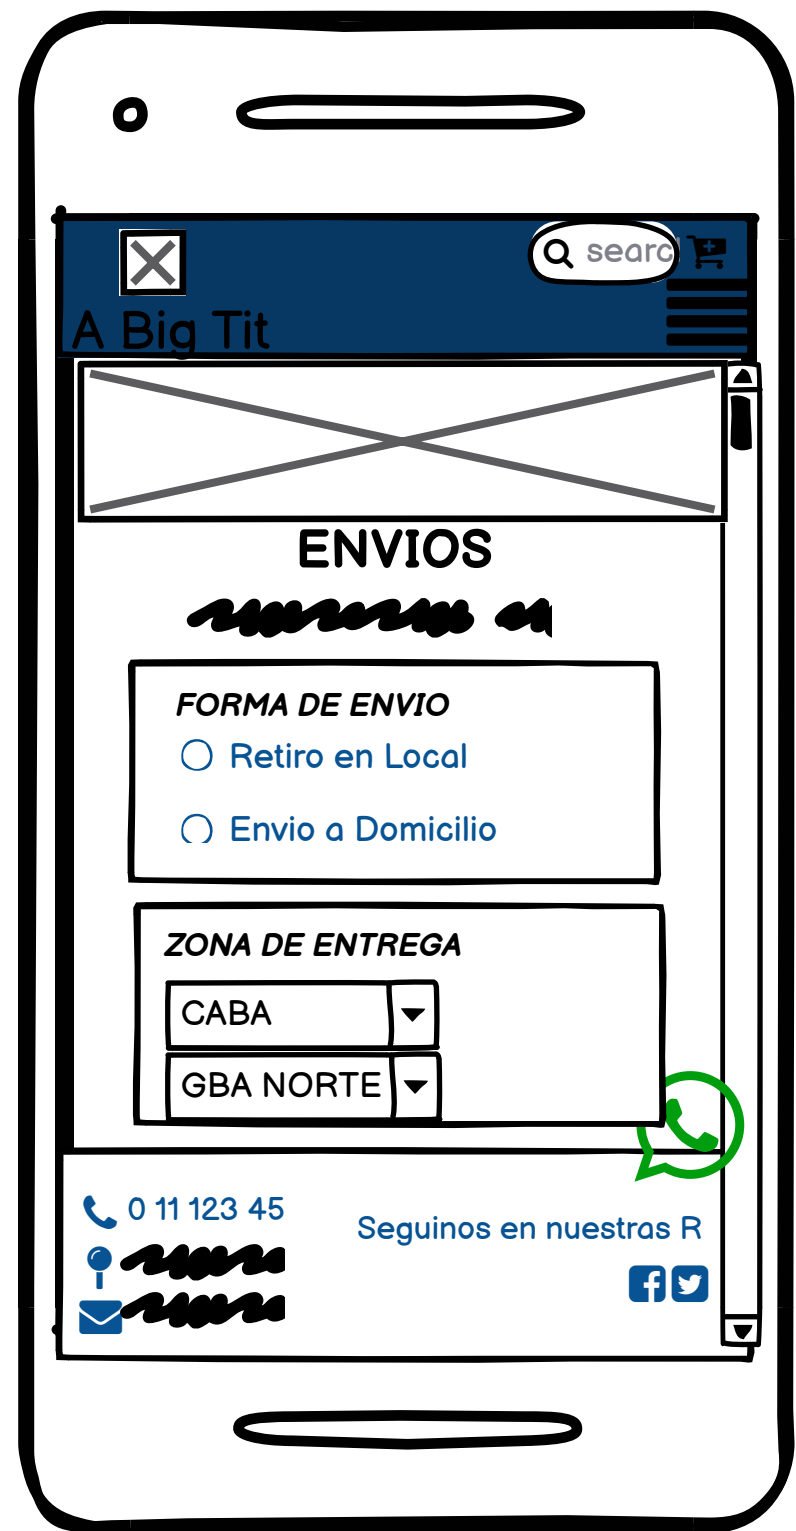 searc
A Big Tit
ENVIOS
FORMA DE ENVIO
Retiro en Local
Envio a Domicilio
ZONA DE ENTREGA
CABA
GBA NORTE
0 11 123 45
Seguinos en nuestras R